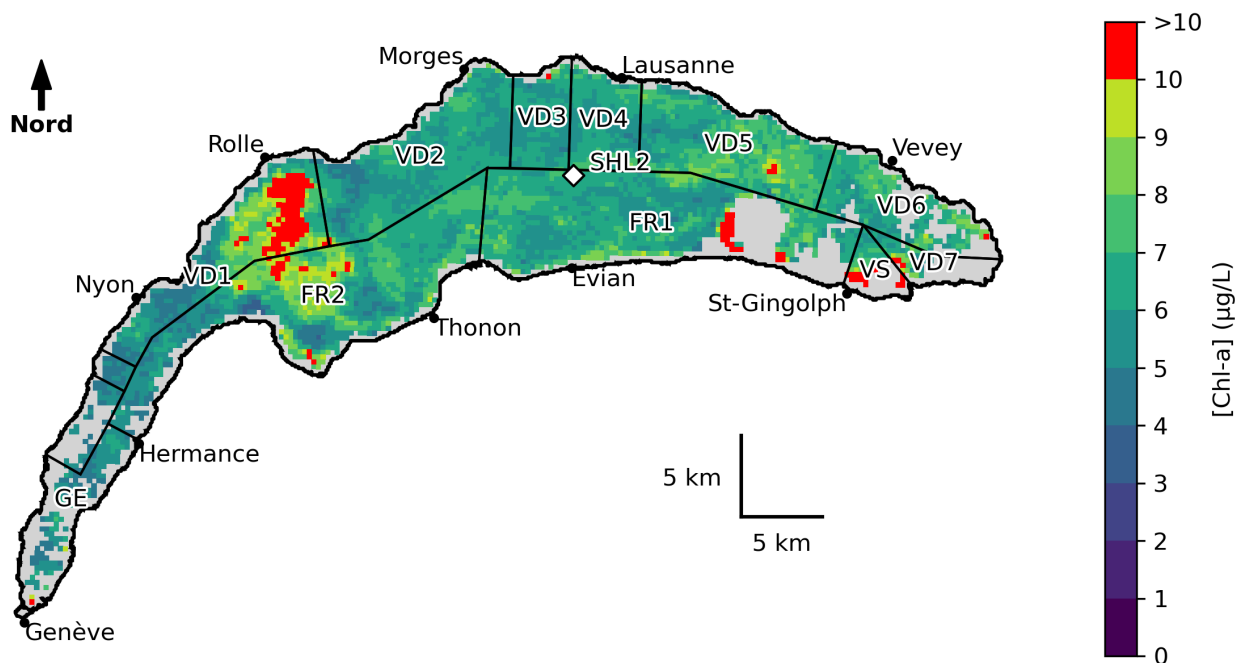 Nord
Morges
Lausanne
Rolle
Vevey
Nyon
Evian
St-Gingolph
Thonon
Hermance
Genève
VD1
VD2
VD3
VD4
VD5
VD6
VD7
SHL2
FR1
FR2
VS
GE
5 km
5 km
>10
10
9
8
7
6
5
4
3
2
1
0
[Chl-a] (µg/L)